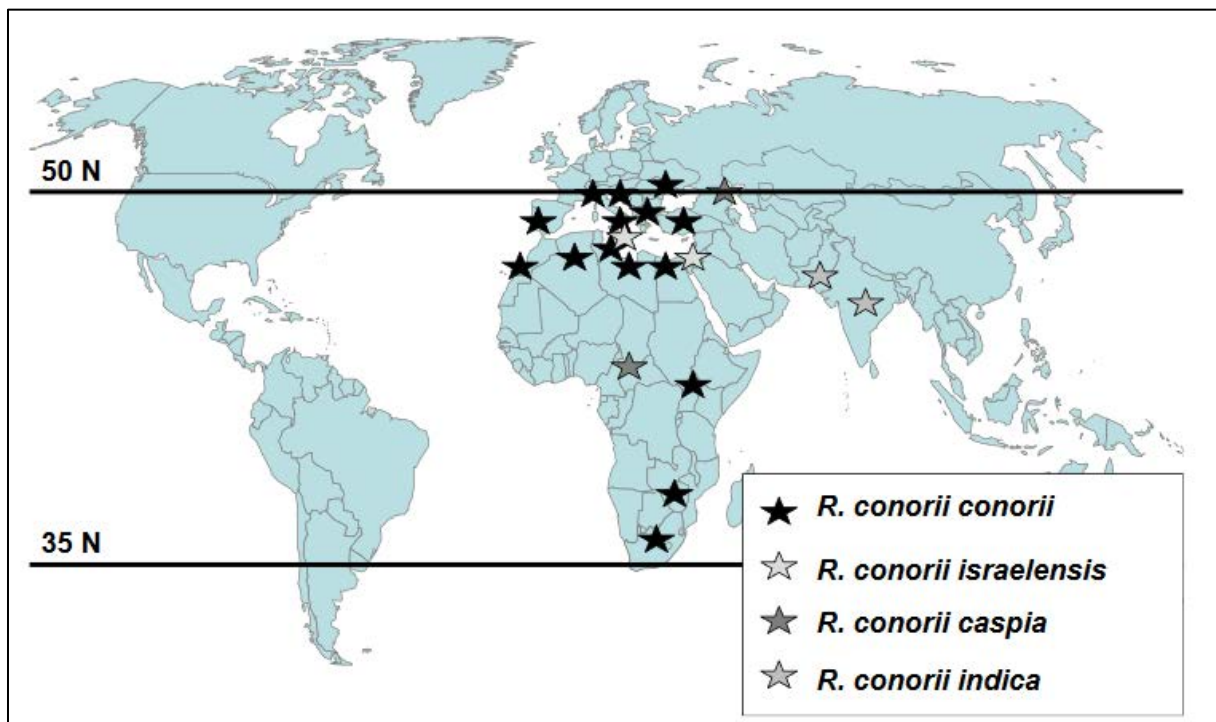 50 N
35 N
R. conorii conorii
R. conorii israelensis
R. conorii caspia
R. conorii indica